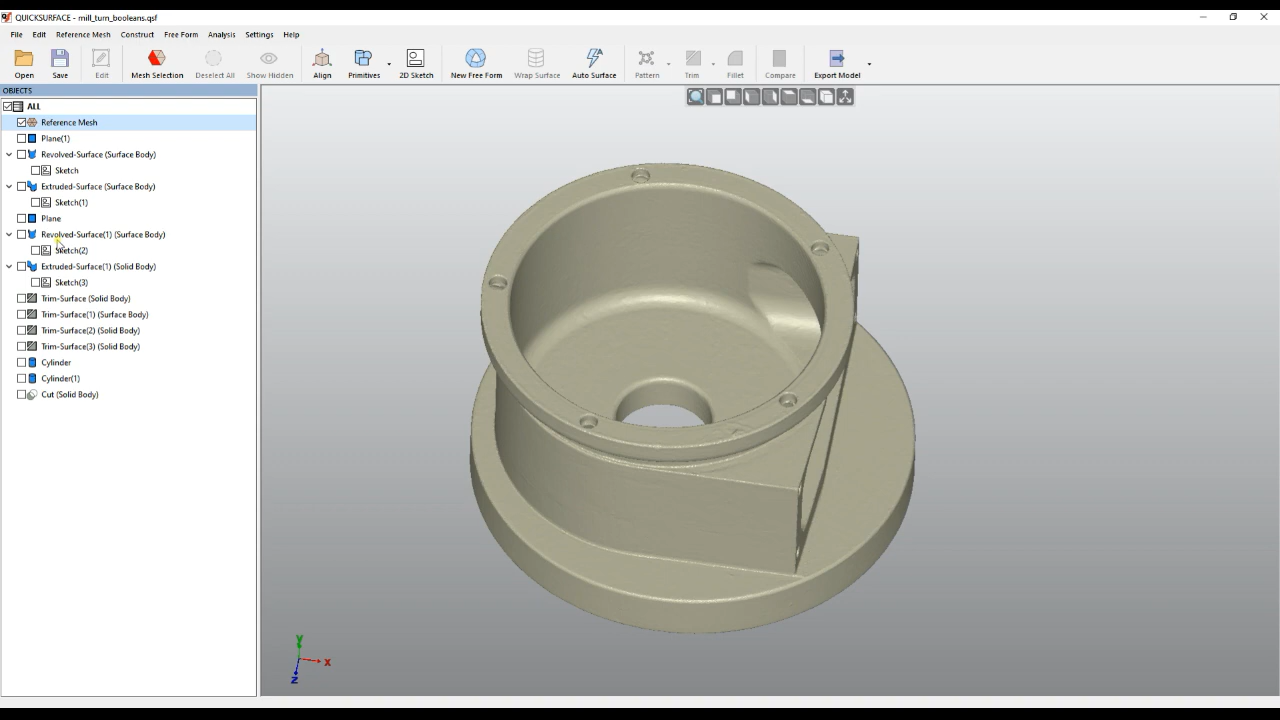 QUICKSURFACE - mill_turn_booleans.qsf
File Edit Reference Mesh Construct Free Form Analysis Settings Help
Open Save Edit Mesh Selection Deselect All Show Hidden Align Primitives 2D Sketch New Free Form Wrap Surface Auto Surface Pattern Trim Fillet Compare Export Model
OBJECTS
ALL
Reference Mesh
Plane(1)
Revolved-Surface (Surface Body)
Sketch
Extruded-Surface (Surface Body)
Sketch(1)
Plane
Revolved-Surface(1) (Surface Body)
Sketch(2)
Extruded-Surface(1) (Solid Body)
Sketch(3)
Trim-Surface (Solid Body)
Trim-Surface(1) (Surface Body)
Trim-Surface(2) (Solid Body)
Trim-Surface(3) (Solid Body)
Cylinder
Cylinder(1)
Cut (Solid Body)
Y
X
Z